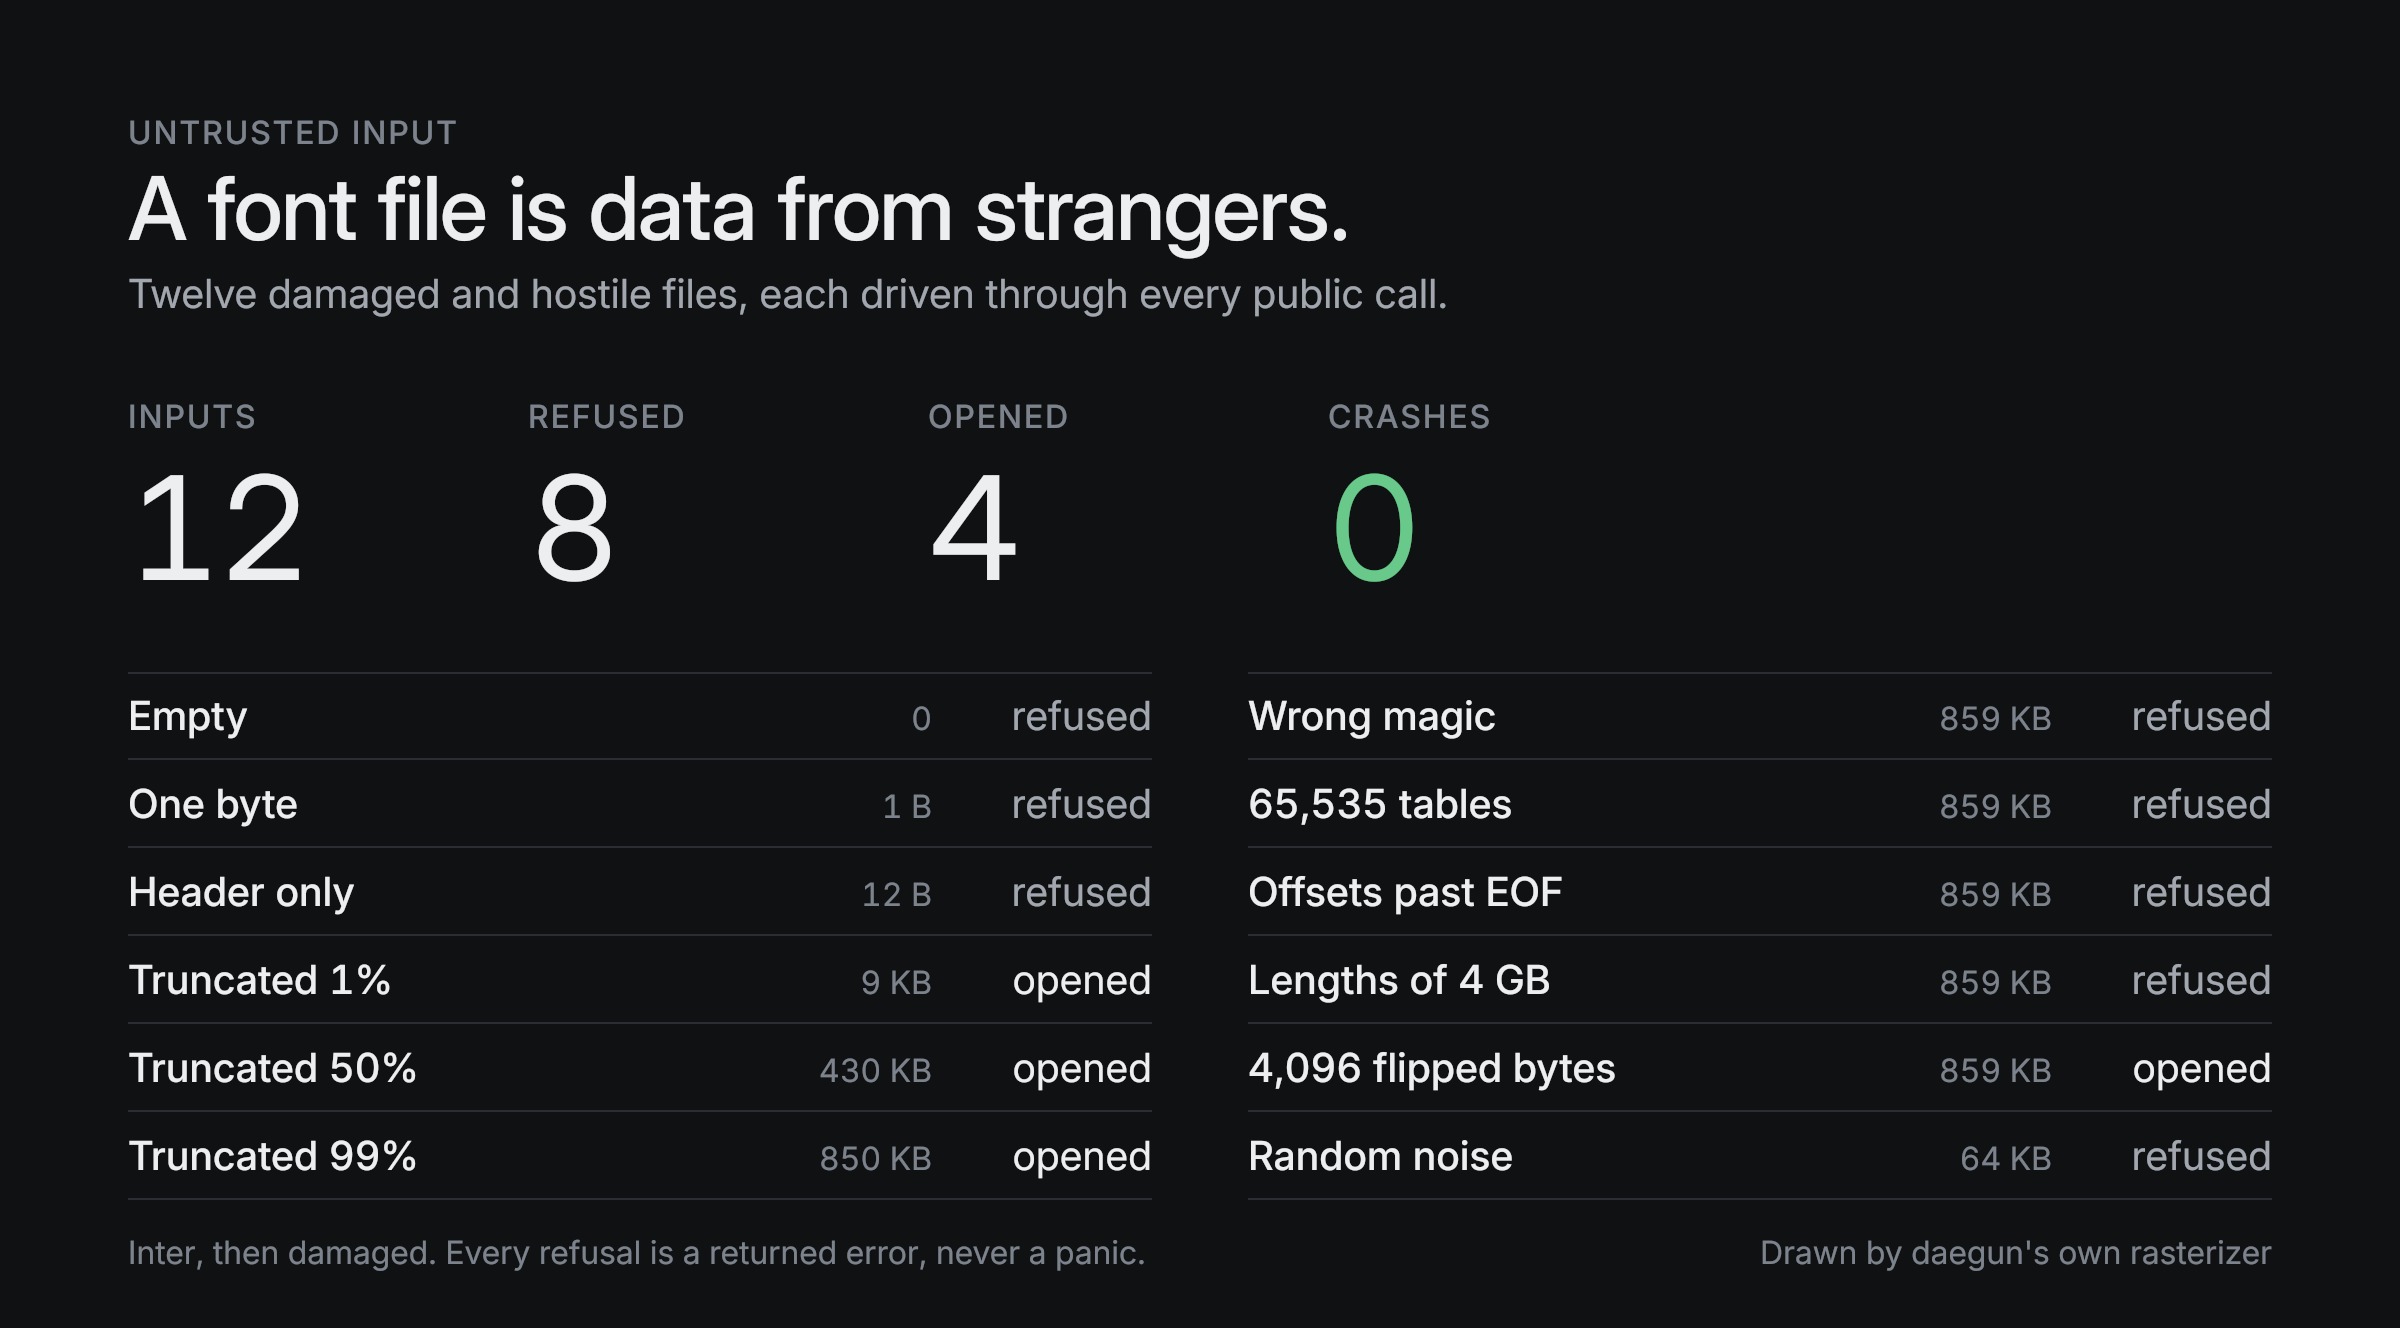 UNTRUSTED INPUT
A font file is data from strangers.
Twelve damaged and hostile files, each driven through every public call.
INPUTS REFUSED OPENED CRASHES
12 8 4 0
Empty 0 refused
One byte 1 B refused
Header only 12 B refused
Truncated 1% 9 KB opened
Truncated 50% 430 KB opened
Truncated 99% 850 KB opened
Wrong magic 859 KB refused
65,535 tables 859 KB refused
Offsets past EOF 859 KB refused
Lengths of 4 GB 859 KB refused
4,096 flipped bytes 859 KB opened
Random noise 64 KB refused
Inter, then damaged. Every refusal is a returned error, never a panic.
Drawn by daegun's own rasterizer